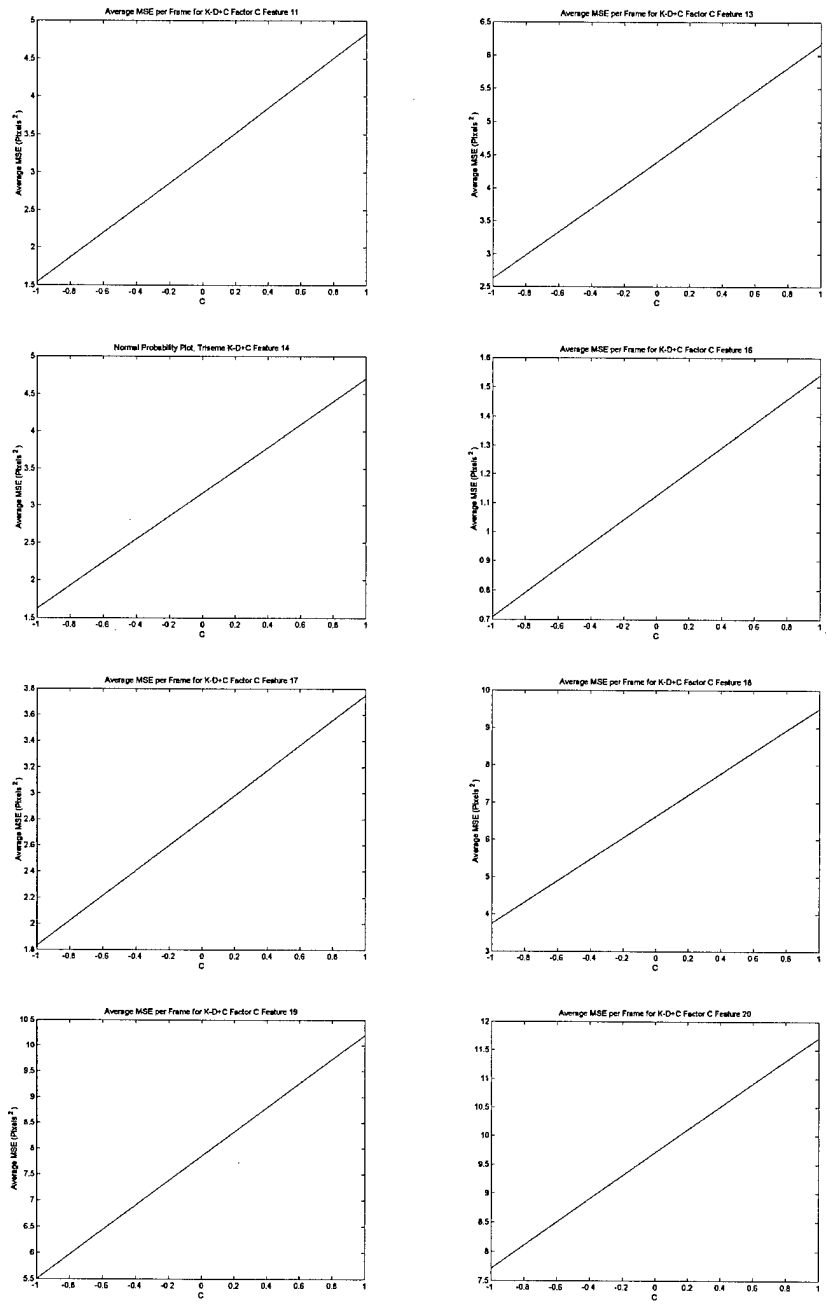 Average MSE per Frame for K-D+C Factor C Feature 11
Average MSE (Pixels 2)
5
4.5
4
3.5
3
2.5
2
1.5
-1 -0.8 -0.6 -0.4 -0.2 0 0.2 0.4 0.6 0.8 1
C
Average MSE per Frame for K-D+C Factor C Feature 13
Average MSE (Pixels 2)
6.5
6
5.5
5
4.5
4
3.5
3
2.5
-1 -0.8 -0.6 -0.4 -0.2 0 0.2 0.4 0.6 0.8 1
C
Normal Probability Plot, Triseme K-D+C Feature 14
Average MSE (Pixels 2)
5
4.5
4
3.5
3
2.5
2
1.5
-1 -0.8 -0.6 -0.4 -0.2 0 0.2 0.4 0.6 0.8 1
C
Average MSE per Frame for K-D+C Factor C Feature 16
Average MSE (Pixels 2)
1.6
1.5
1.4
1.3
1.2
1.1
1
0.9
0.8
0.7
-1 -0.8 -0.6 -0.4 -0.2 0 0.2 0.4 0.6 0.8 1
C
Average MSE per Frame for K-D+C Factor C Feature 17
Average MSE (Pixels 2)
3.8
3.6
3.4
3.2
3
2.8
2.6
2.4
2.2
2
1.8
-1 -0.8 -0.6 -0.4 -0.2 0 0.2 0.4 0.6 0.8 1
C
Average MSE per Frame for K-D+C Factor C Feature 18
Average MSE (Pixels 2)
10
9
8
7
6
5
4
3
-1 -0.8 -0.6 -0.4 -0.2 0 0.2 0.4 0.6 0.8 1
C
Average MSE per Frame for K-D+C Factor C Feature 19
Average MSE (Pixels 2)
10.5
10
9.5
9
8.5
8
7.5
7
6.5
6
5.5
-1 -0.8 -0.6 -0.4 -0.2 0 0.2 0.4 0.6 0.8 1
C
Average MSE per Frame for K-D+C Factor C Feature 20
Average MSE (Pixels 2)
12
11.5
11
10.5
10
9.5
9
8.5
8
7.5
-1 -0.8 -0.6 -0.4 -0.2 0 0.2 0.4 0.6 0.8 1
C